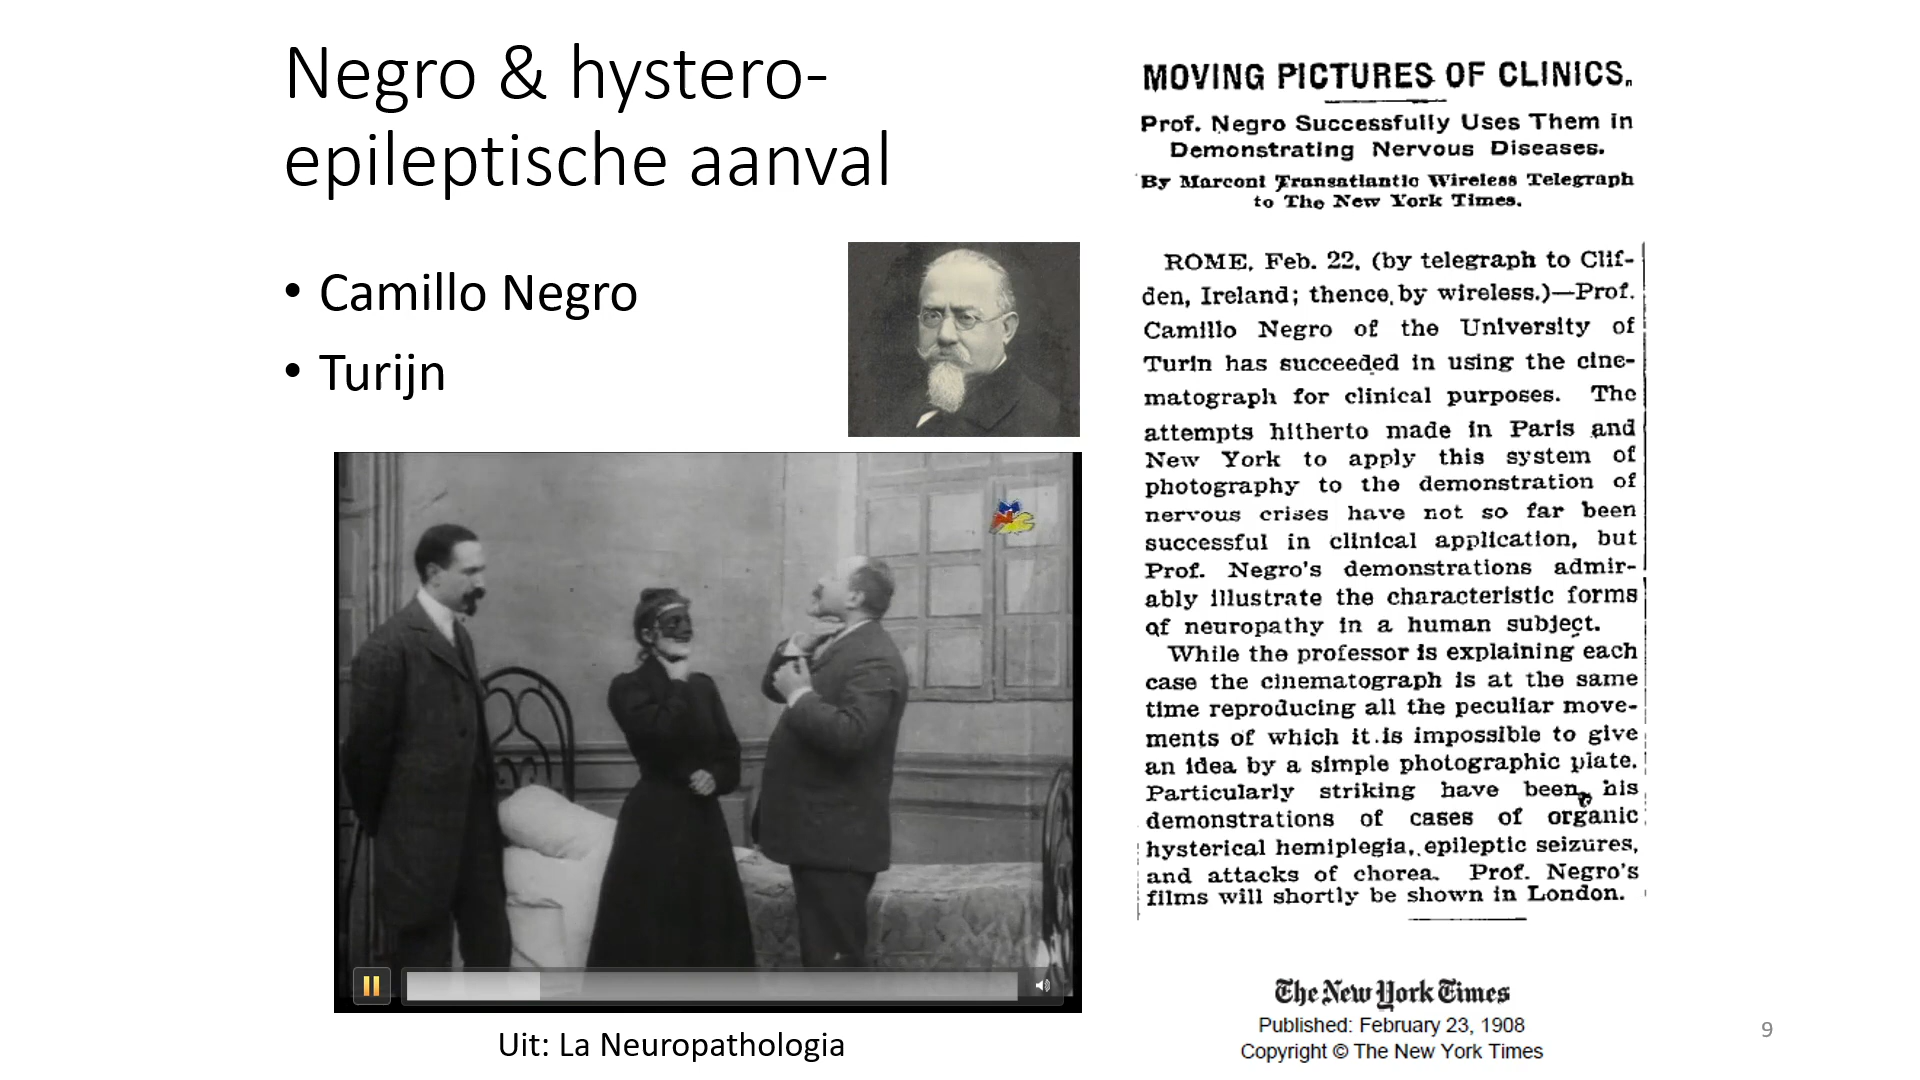 Negro & hystero-
epileptische aanval
• Camillo Negro
• Turijn
Uit: La Neuropathologia
MOVING PICTURES OF CLINICS.
Prof. Negro Successfully Uses Them in
Demonstrating Nervous Diseases.
By Marconi Transatlantic Wireless Telegraph
to The New York Times.
ROME, Feb. 22, (by telegraph to Clif-
den, Ireland; thence by wireless.)—Prof.
Camillo Negro of the University of
Turin has succeeded in using the cine-
matograph for clinical purposes. The
attempts hitherto made in Paris and
New York to apply this system of
photography to the demonstration of
nervous crises have not so far been
successful in clinical application, but
Prof. Negro's demonstrations admir-
ably illustrate the characteristic forms
of neuropathy in a human subject.
While the professor is explaining each
case the cinematograph is at the same
time reproducing all the peculiar move-
ments of which it is impossible to give
an idea by a simple photographic plate.
Particularly striking have been his
demonstrations of cases of organic
hysterical hemiplegia, epileptic seizures,
and attacks of chorea. Prof. Negro's
films will shortly be shown in London.
The New York Times
Published: February 23, 1908
Copyright © The New York Times
9